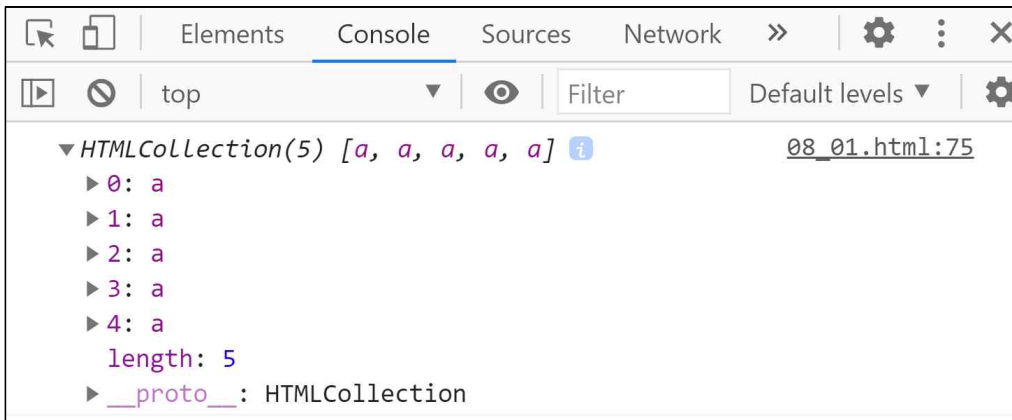 Elements Console Sources Network »
top ▼ Filter Default levels ▼
▼HTMLCollection(5) [a, a, a, a, a] i 08_01.html:75
▶0: a
▶1: a
▶2: a
▶3: a
▶4: a
length: 5
▶__proto__: HTMLCollection